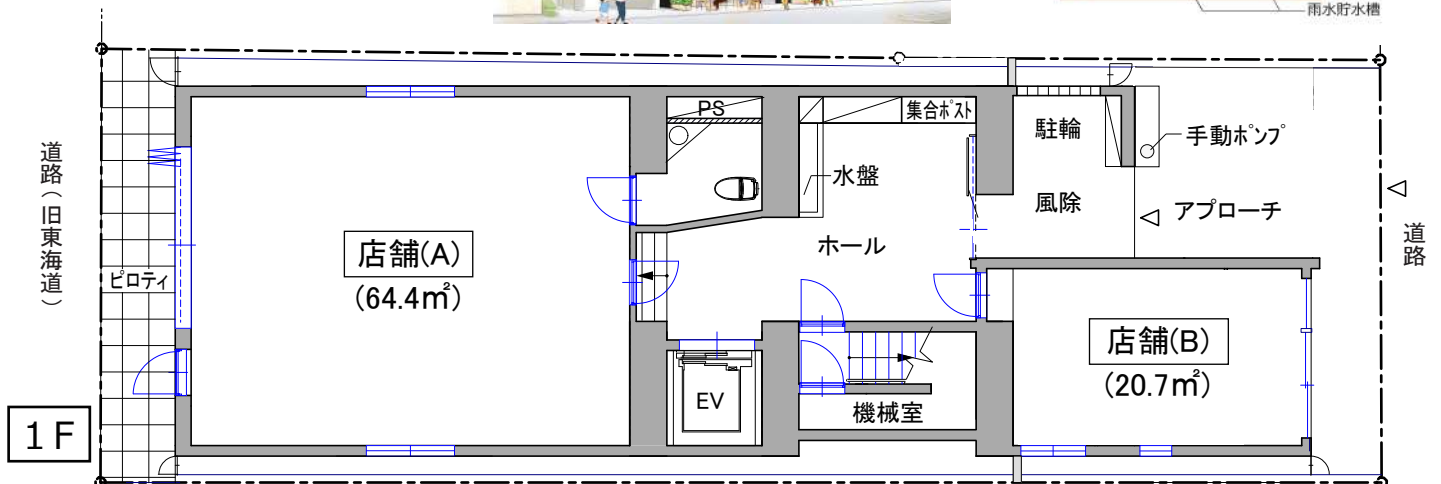 雨水貯水槽
道路(旧東海道)
ピロティ
店舗(A)
(64.4㎡)
PS
集合ポスト
水盤
ホール
EV
機械室
駐輪
風除
手動ポンプ
アプローチ
店舗(B)
(20.7㎡)
道路
1F